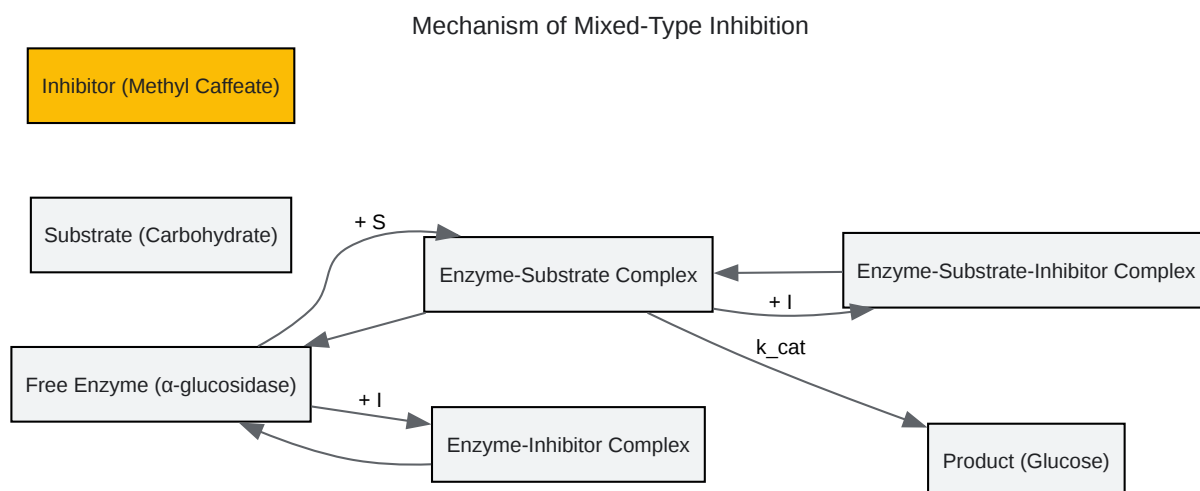 Mechanism of Mixed-Type Inhibition
Inhibitor (Methyl Caffeate)
Substrate (Carbohydrate)
+ S
Enzyme-Substrate Complex
Enzyme-Substrate-Inhibitor Complex
+ I
k_cat
Free Enzyme (α-glucosidase)
+ I
Enzyme-Inhibitor Complex
Product (Glucose)